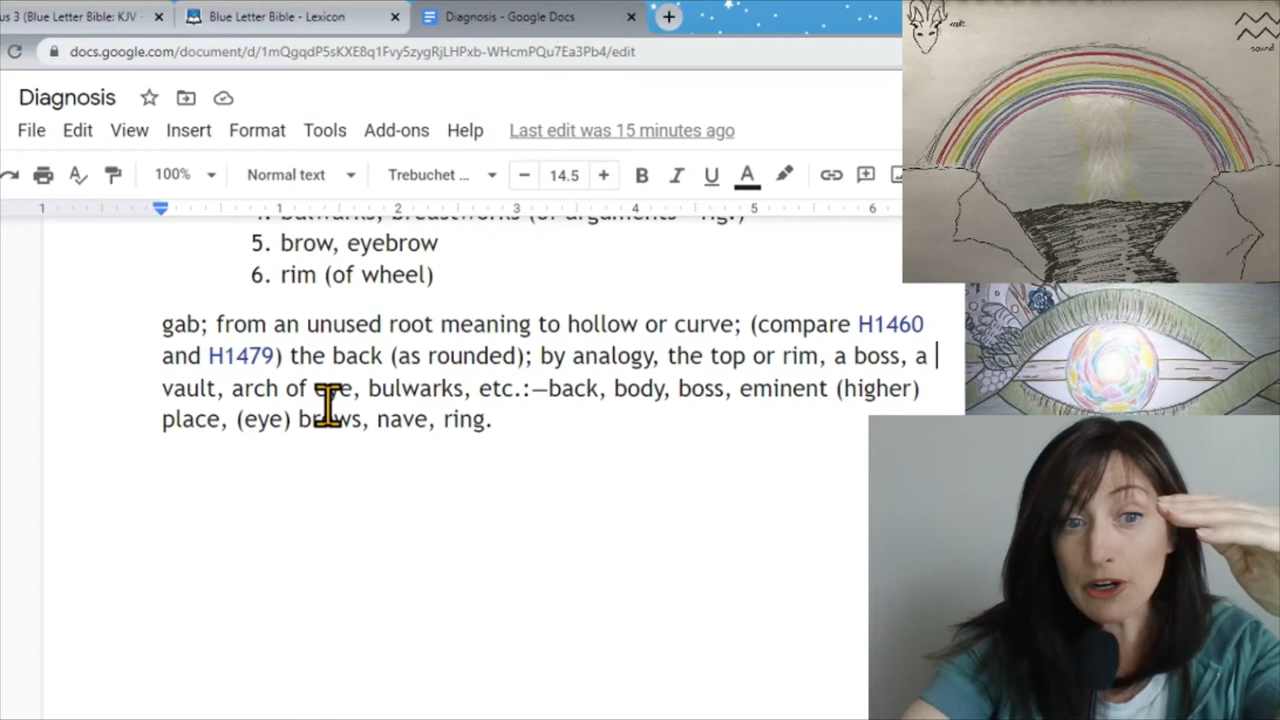 us 3 (Blue Letter Bible: KJV -
Blue Letter Bible - Lexicon
Diagnosis - Google Docs
docs.google.com/document/d/1mQgqdP5sKXE8q1Fvy5zygRjLHPxb-WHcmPQu7Ea3Pb4/edit
Diagnosis
File Edit View Insert Format Tools Add-ons Help Last edit was 15 minutes ago
100% Normal text Trebuchet ... 14.5 B I U A
1 1 2 3 4 5 6
5. brow, eyebrow
6. rim (of wheel)
gab; from an unused root meaning to hollow or curve; (compare H1460
and H1479) the back (as rounded); by analogy, the top or rim, a boss, a
vault, arch of eye, bulwarks, etc.:—back, body, boss, eminent (higher)
place, (eye) brows, nave, ring.
sound